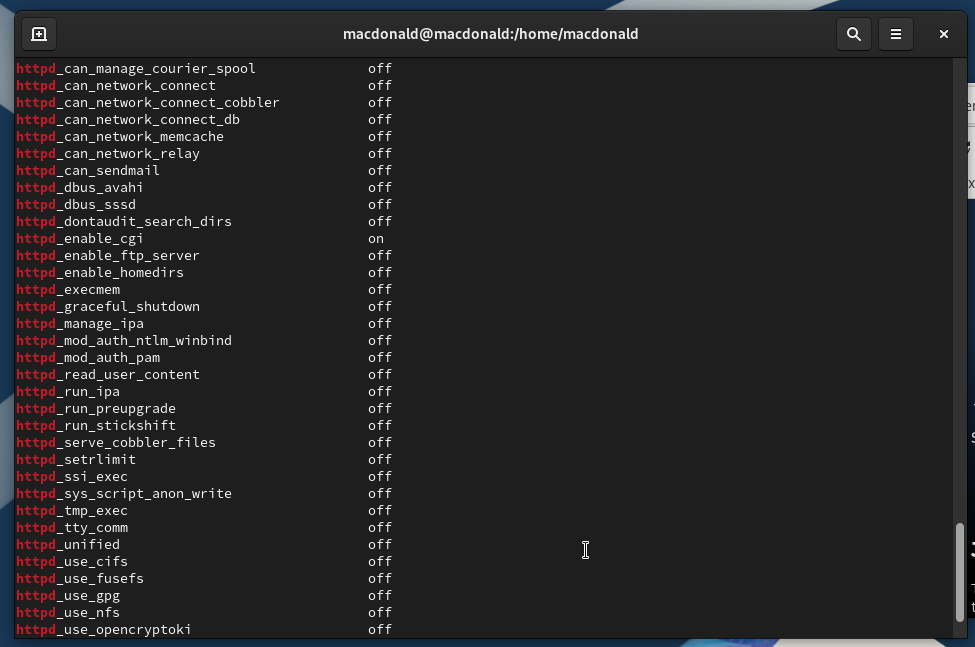 macdonald@macdonald:/home/macdonald
httpd_can_manage_courier_spool off
httpd_can_network_connect off
httpd_can_network_connect_cobbler off
httpd_can_network_connect_db off
httpd_can_network_memcache off
httpd_can_network_relay off
httpd_can_sendmail off
httpd_dbus_avahi off
httpd_dbus_sssd off
httpd_dontaudit_search_dirs off
httpd_enable_cgi on
httpd_enable_ftp_server off
httpd_enable_homedirs off
httpd_execmem off
httpd_graceful_shutdown off
httpd_manage_ipa off
httpd_mod_auth_ntlm_winbind off
httpd_mod_auth_pam off
httpd_read_user_content off
httpd_run_ipa off
httpd_run_preupgrade off
httpd_run_stickshift off
httpd_serve_cobbler_files off
httpd_setrlimit off
httpd_ssi_exec off
httpd_sys_script_anon_write off
httpd_tmp_exec off
httpd_tty_comm off
httpd_unified off
httpd_use_cifs off
httpd_use_fusefs off
httpd_use_gpg off
httpd_use_nfs off
httpd_use_opencryptoki off